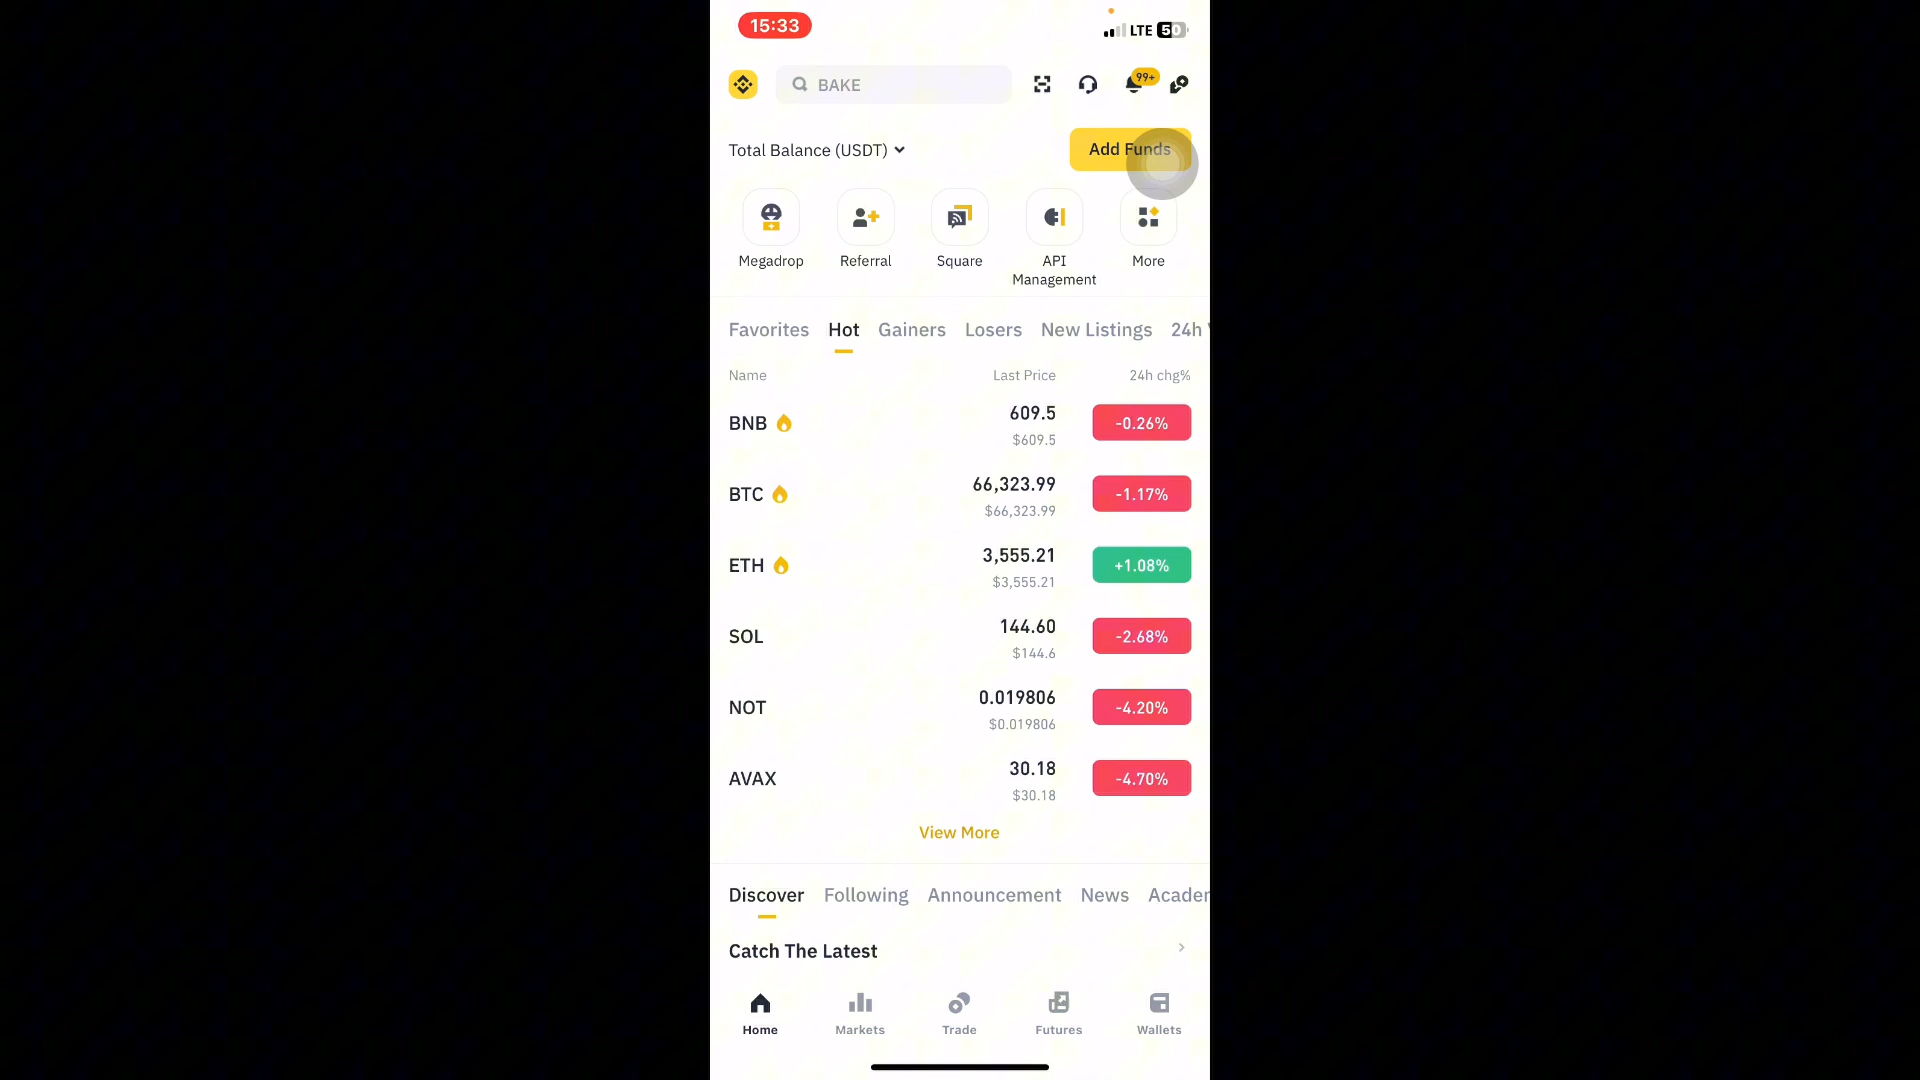 15:33
LTE 50
BAKE
99+
Total Balance (USDT)
Add Funds
Megadrop
Referral
Square
API
Management
More
Favorites Hot Gainers Losers New Listings 24h
Name Last Price 24h chg%
BNB 609.5 -0.26%
$609.5
BTC 66,323.99 -1.17%
$66,323.99
ETH 3,555.21 +1.08%
$3,555.21
SOL 144.60 -2.68%
$144.6
NOT 0.019806 -4.20%
$0.019806
AVAX 30.18 -4.70%
$30.18
View More
Discover Following Announcement News Acader
Catch The Latest
Home Markets Trade Futures Wallets